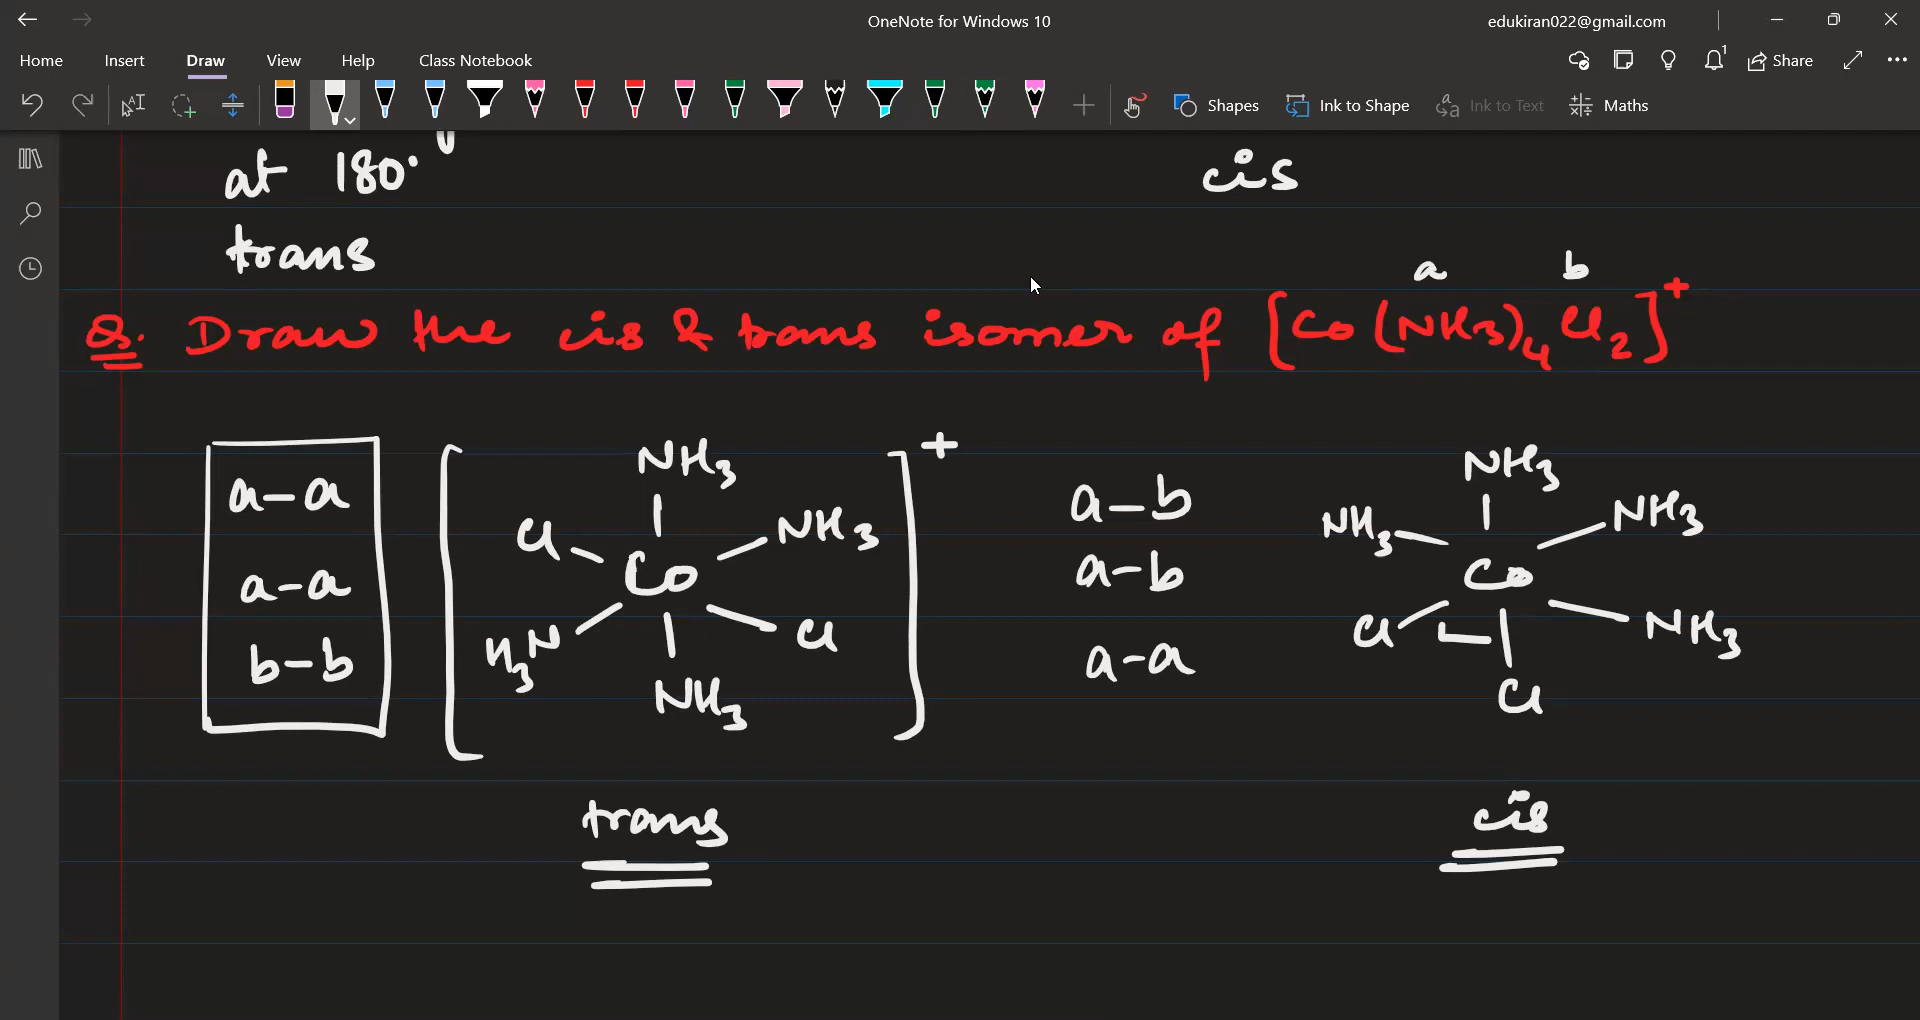 OneNote for Windows 10
edukiran022@gmail.com
Home Insert Draw View Help Class Notebook
1
Share
Shapes Ink to Shape Ink to Text Maths
at 180°
cis
trans
a b
Q. Draw the cis & trans isomer of [Co(NH3)4Cl2]+
a-a
a-a
b-b
[ NH3 ]+
Cl NH3
Co
H3N Cl
NH3
trans
a-b
a-b
a-a
NH3
NH3 NH3
Co
Cl NH3
Cl
cis